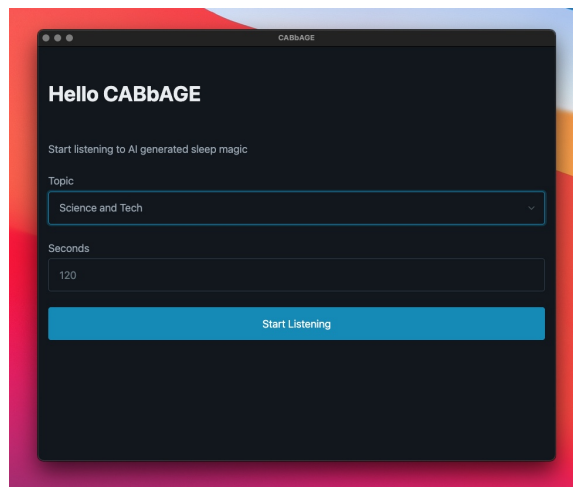 CABbAGE
Hello CABbAGE
Start listening to AI generated sleep magic
Topic
Science and Tech
Seconds
120
Start Listening